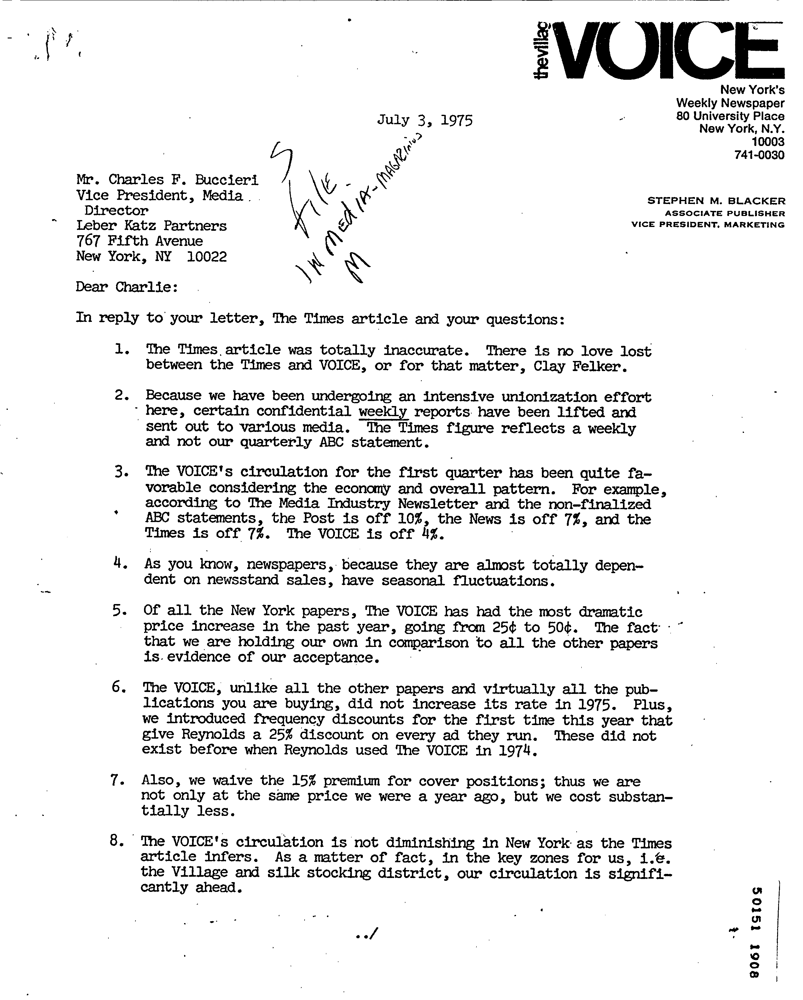 the village VOICE
New York's
Weekly Newspaper
80 University Place
New York, N.Y.
10003
741-0030
STEPHEN M. BLACKER
ASSOCIATE PUBLISHER
VICE PRESIDENT, MARKETING
July 3, 1975
FILE
IN MEDIA-MAGAZINES
M
Mr. Charles F. Buccieri
Vice President, Media
Director
Leber Katz Partners
767 Fifth Avenue
New York, NY 10022
Dear Charlie:
In reply to your letter, The Times article and your questions:
1. The Times article was totally inaccurate. There is no love lost
between the Times and VOICE, or for that matter, Clay Felker.
2. Because we have been undergoing an intensive unionization effort
here, certain confidential weekly reports have been lifted and
sent out to various media. The Times figure reflects a weekly
and not our quarterly ABC statement.
3. The VOICE's circulation for the first quarter has been quite fa-
vorable considering the economy and overall pattern. For example,
according to The Media Industry Newsletter and the non-finalized
ABC statements, the Post is off 10%, the News is off 7%, and the
Times is off 7%. The VOICE is off 4%.
4. As you know, newspapers, because they are almost totally depen-
dent on newsstand sales, have seasonal fluctuations.
5. Of all the New York papers, The VOICE has had the most dramatic
price increase in the past year, going from 25¢ to 50¢. The fact
that we are holding our own in comparison to all the other papers
is evidence of our acceptance.
6. The VOICE, unlike all the other papers and virtually all the pub-
lications you are buying, did not increase its rate in 1975. Plus,
we introduced frequency discounts for the first time this year that
give Reynolds a 25% discount on every ad they run. These did not
exist before when Reynolds used The VOICE in 1974.
7. Also, we waive the 15% premium for cover positions; thus we are
not only at the same price we were a year ago, but we cost substan-
tially less.
8. The VOICE's circulation is not diminishing in New York as the Times
article infers. As a matter of fact, in the key zones for us, i.e.
the Village and silk stocking district, our circulation is signifi-
cantly ahead.
../
50151 1908